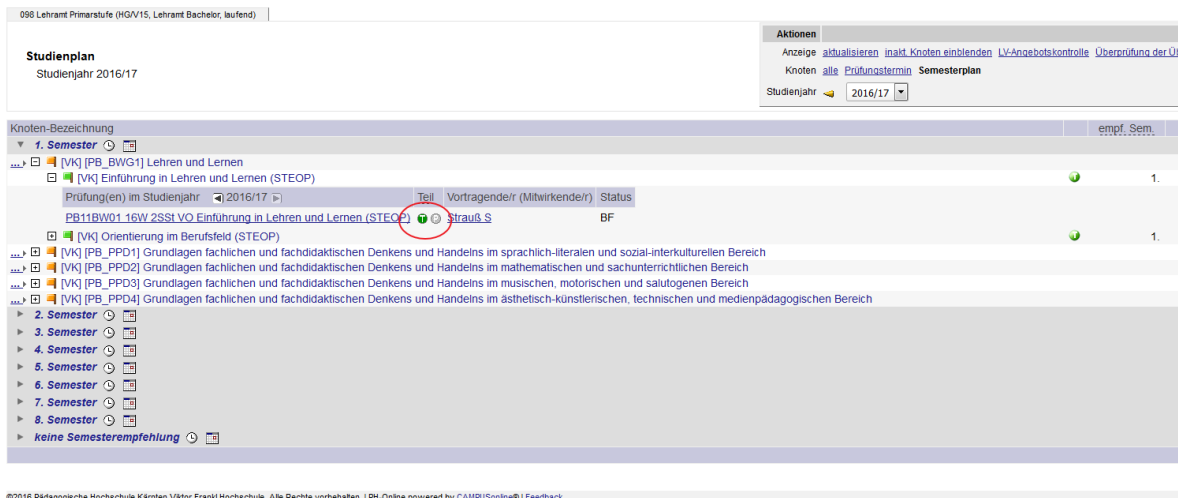 098 Lehramt Primarstufe (HG/V15, Lehramt Bachelor, laufend)
Studienplan
Studienjahr 2016/17
Aktionen
Anzeige aktualisieren inakt. Knoten einblenden LV-Angebotskontrolle Überprüfung der Ül
Knoten alle Prüfungstermin Semesterplan
Studienjahr 2016/17
Knoten-Bezeichnung empf. Sem.
1. Semester
... [VK] [PB_BWG1] Lehren und Lernen
[VK] Einführung in Lehren und Lernen (STEOP) 1.
Prüfung(en) im Studienjahr 2016/17 Teil Vortragende/r (Mitwirkende/r) Status
PB11BW01 16W 2SSt VO Einführung in Lehren und Lernen (STEOP) T P Strauß S BF
[VK] Orientierung im Berufsfeld (STEOP) 1.
... [VK] [PB_PPD1] Grundlagen fachlichen und fachdidaktischen Denkens und Handelns im sprachlich-literalen und sozial-interkulturellen Bereich
... [VK] [PB_PPD2] Grundlagen fachlichen und fachdidaktischen Denkens und Handelns im mathematischen und sachunterrichtlichen Bereich
... [VK] [PB_PPD3] Grundlagen fachlichen und fachdidaktischen Denkens und Handelns im musischen, motorischen und salutogenen Bereich
... [VK] [PB_PPD4] Grundlagen fachlichen und fachdidaktischen Denkens und Handelns im ästhetisch-künstlerischen, technischen und medienpädagogischen Bereich
2. Semester
3. Semester
4. Semester
5. Semester
6. Semester
7. Semester
8. Semester
keine Semesterempfehlung
©2016 Pädagogische Hochschule Kärnten Viktor Frankl Hochschule. Alle Rechte vorbehalten. | PH-Online powered by CAMPUSonline® | Feedback